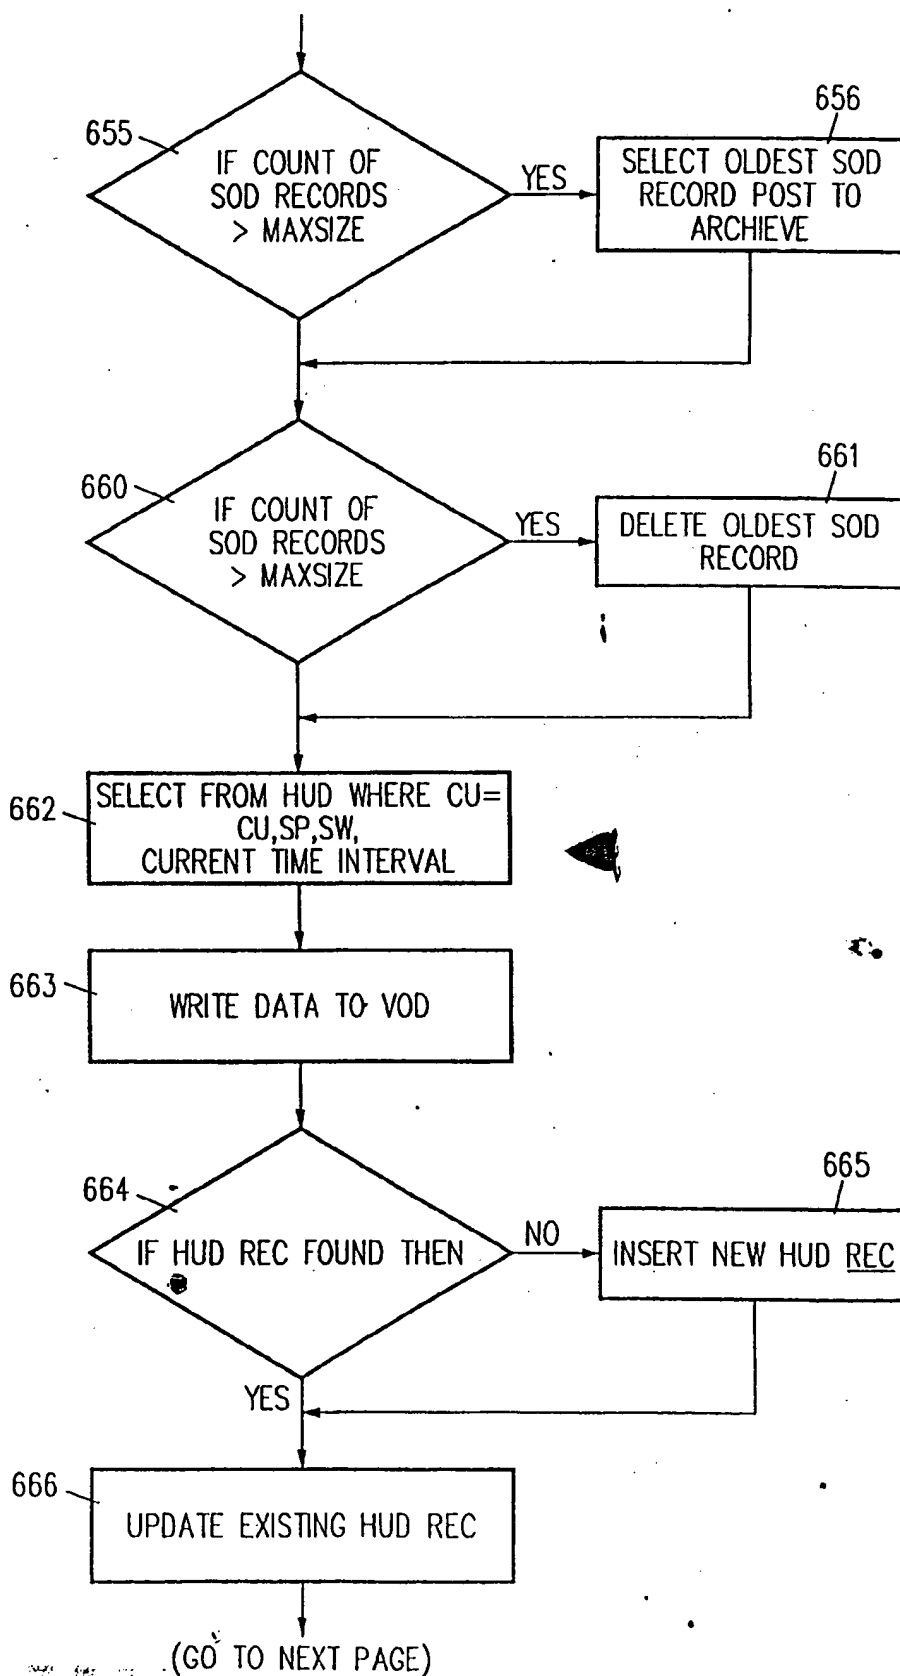 655
IF COUNT OF
SOD RECORDS
> MAXSIZE
YES
656
SELECT OLDEST SOD
RECORD POST TO
ARCHIEVE
660
IF COUNT OF
SOD RECORDS
> MAXSIZE
YES
661
DELETE OLDEST SOD
RECORD
662
SELECT FROM HUD WHERE CU=
CU,SP,SW,
CURRENT TIME INTERVAL
663
WRITE DATA TO VOD
664
IF HUD REC FOUND THEN
NO
665
INSERT NEW HUD REC
YES
666
UPDATE EXISTING HUD REC
(GO TO NEXT PAGE)